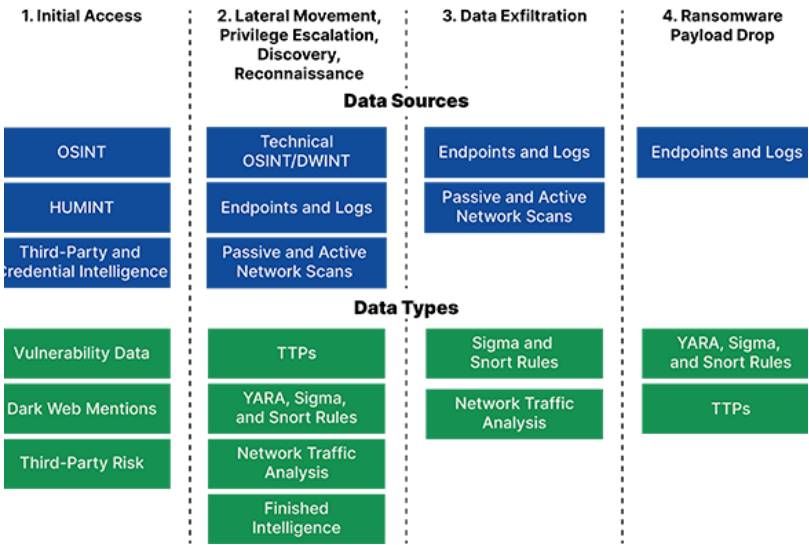 1. Initial Access
2. Lateral Movement,
Privilege Escalation,
Discovery,
Reconnaissance
3. Data Exfiltration
4. Ransomware
Payload Drop
Data Sources
OSINT
HUMINT
Third-Party and
Credential Intelligence
Technical
OSINT/DWINT
Endpoints and Logs
Passive and Active
Network Scans
Endpoints and Logs
Passive and Active
Network Scans
Endpoints and Logs
Data Types
Vulnerability Data
Dark Web Mentions
Third-Party Risk
TTPs
YARA, Sigma,
and Snort Rules
Network Traffic
Analysis
Finished
Intelligence
Sigma and
Snort Rules
Network Traffic
Analysis
YARA, Sigma,
and Snort Rules
TTPs